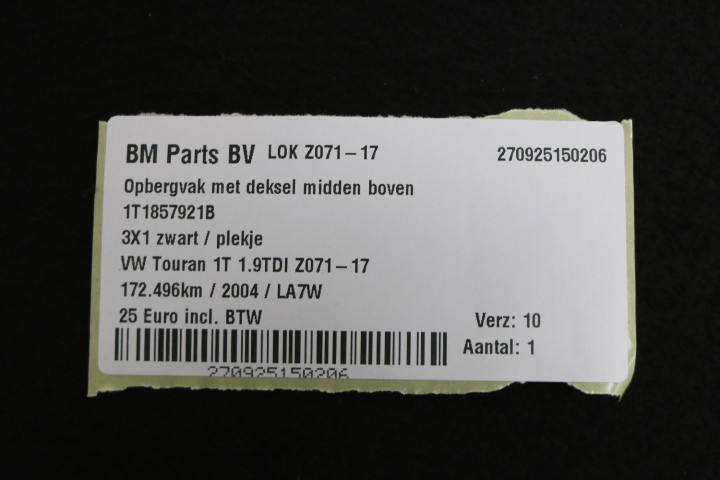 BM Parts BV LOK Z071-17 270925150206
Opbergvak met deksel midden boven
1T1857921B
3X1 zwart / plekje
VW Touran 1T 1.9TDI Z071-17
172.496km / 2004 / LA7W
25 Euro incl. BTW Verz: 10
Aantal: 1
270925150206